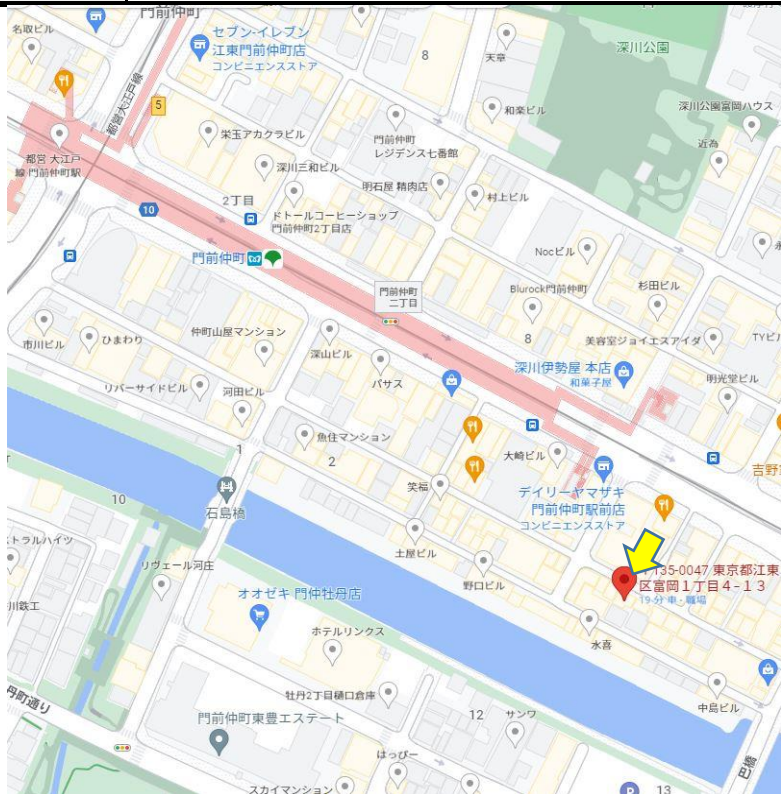 門前仲町
名取ビル
セブン-イレブン
江東門前仲町店
コンビニエンスストア
8
天章
深川公園
都営大江戸線
5
和楽ビル
深川公園富岡ハウス
栄玉アカクラビル
門前仲町
レジデンス七番館
近為
都営 大江戸
線 門前仲町駅
深川三和ビル
明石屋 精肉店
村上ビル
2丁目
10
ドトールコーヒーショップ
門前仲町2丁目店
Nocビル
門前仲町
門前仲町
二丁目
Blurock門前仲町
杉田ビル
市川ビル
ひまわり
仲町山屋マンション
8
美容室ジョイエスアイダ
TYビル
深山ビル
深川伊勢屋 本店
和菓子屋
リバーサイドビル
河田ビル
パサス
明光堂ビル
魚住マンション
1
2
大崎ビル
吉野
笑福
デイリーヤマザキ
門前仲町駅前店
コンビニエンスストア
10
石島橋
ストラルハイツ
土屋ビル
135-0047 東京都江東
区富岡1丁目4-13
19分 車・職場
リヴェール河庄
野口ビル
川鉄工
オオゼキ 門仲牡丹店
水喜
ホテルリンクス
牡丹2丁目樋口倉庫
中島ビル
丹町通り
門前仲町東豊エステート
12
サンワ
はっぴー
巴橋
スカイマンション
P
13